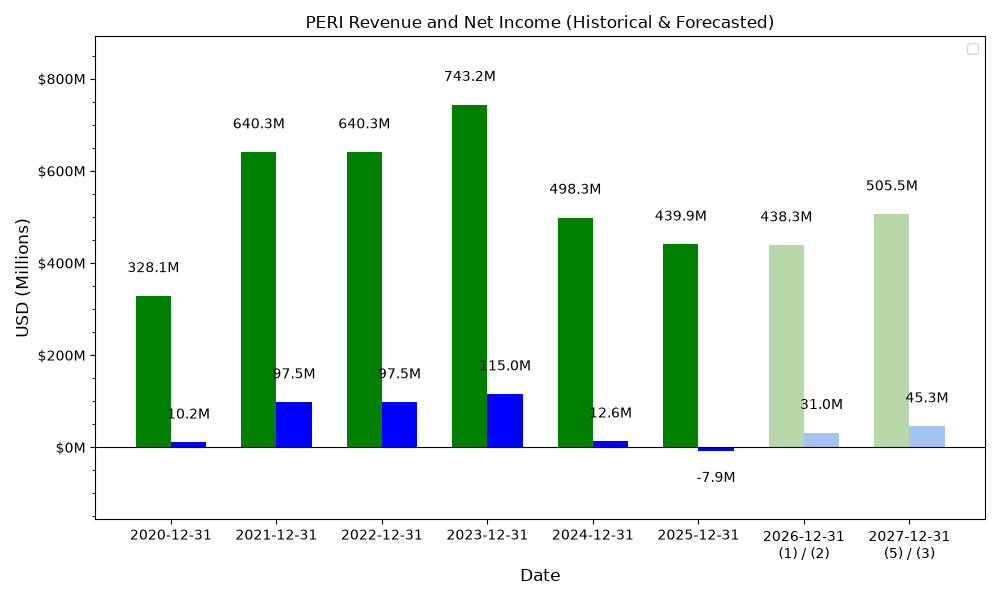 PERI Revenue and Net Income (Historical & Forecasted)
USD (Millions)
$800M
$600M
$400M
$200M
$0M
328.1M
10.2M
640.3M
97.5M
640.3M
97.5M
743.2M
115.0M
498.3M
12.6M
439.9M
-7.9M
438.3M
31.0M
505.5M
45.3M
2020-12-31
2021-12-31
2022-12-31
2023-12-31
2024-12-31
2025-12-31
2026-12-31
(1) / (2)
2027-12-31
(5) / (3)
Date